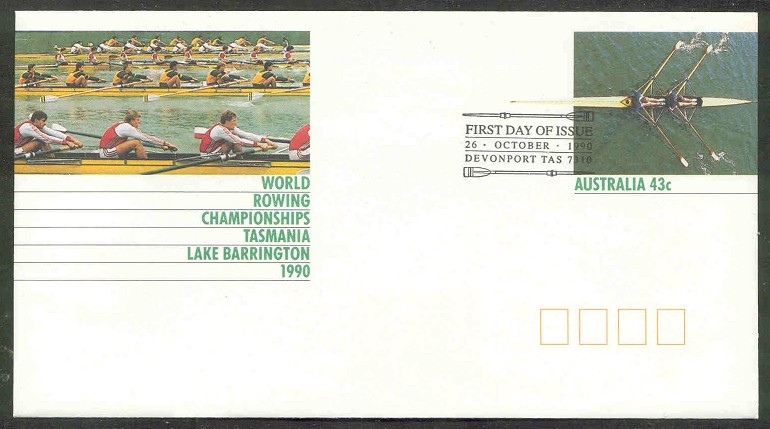 WORLD
ROWING
CHAMPIONSHIPS
TASMANIA
LAKE BARRINGTON
1990
FIRST DAY OF ISSUE
26 · OCTOBER · 1990
DEVONPORT TAS 7310
AUSTRALIA 43c